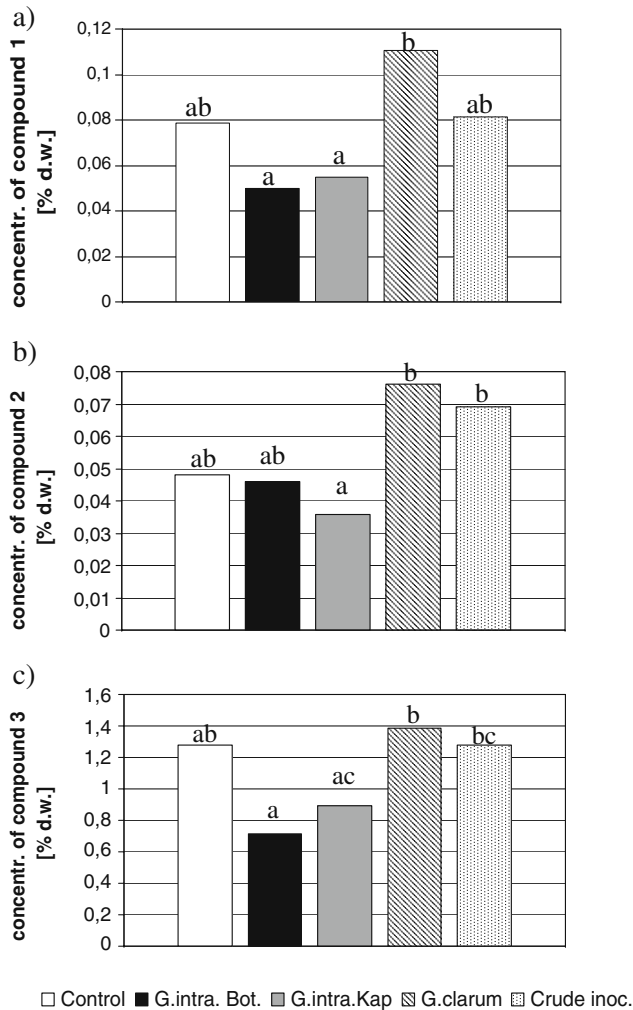 a)
concentr. of compound 1
[% d.w.]
0,12
0,1
0,08
0,06
0,04
0,02
0
ab
a
a
b
ab
b)
concentr. of compound 2
[% d.w.]
0,08
0,07
0,06
0,05
0,04
0,03
0,02
0,01
0
ab
ab
a
b
b
c)
concentr. of compound 3
[% d.w.]
1,6
1,4
1,2
1
0,8
0,6
0,4
0,2
0
ab
a
ac
b
bc
Control G.intra. Bot. G.intra.Kap G.clarum Crude inoc.